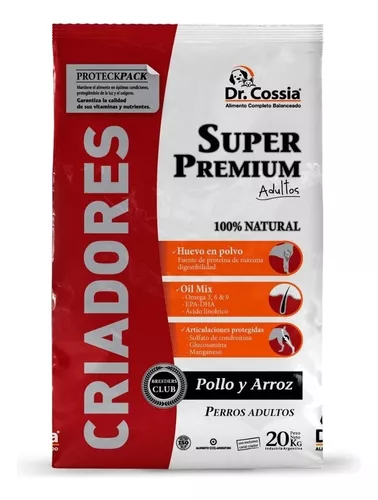 PROTECKPACK
Mantiene el alimento en óptimas condiciones,
protegiéndolo de la luz y el oxígeno.
Garantiza la calidad
de sus vitaminas y nutrientes.
CRIADORES
Dr. Cossia
Alimento Completo Balanceado
SUPER
PREMIUM
Adultos
100% NATURAL
Huevo en polvo
Fuente de proteína de máxima
digestibilidad
Oil Mix
- Omega 3, 6 & 9
- EPA-DHA
- Ácido linoleico
Articulaciones protegidas
- Sulfato de condroitina
- Glucosamina
- Manganeso
BREEDERS
CLUB
Pollo y Arroz
PERROS ADULTOS
ISO
20 Kg
Peso
Neto
Industria Argentina